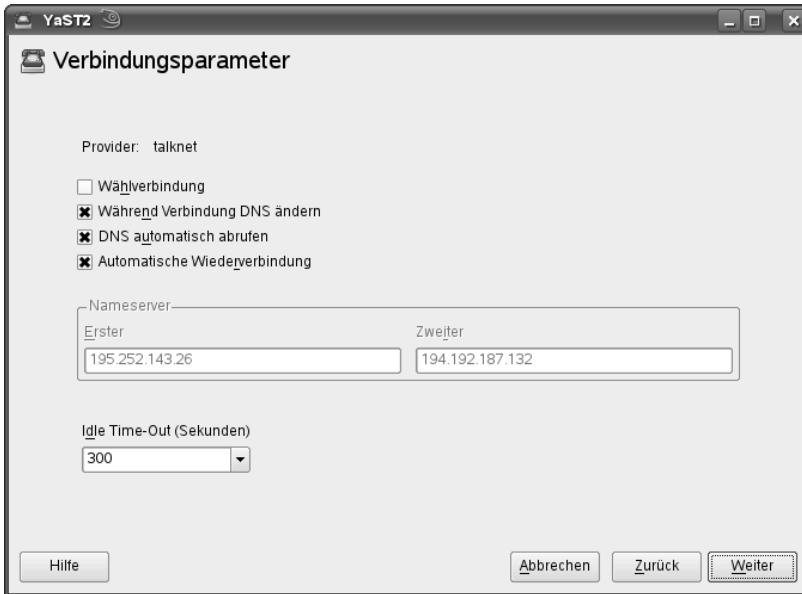 YaST2
Verbindungsparameter
Provider: talknet
Wählverbindung
Während Verbindung DNS ändern
DNS automatisch abrufen
Automatische Wiederverbindung
Nameserver
Erster Zweiter
195.252.143.26 194.192.187.132
Idle Time-Out (Sekunden)
300
Hilfe Abbrechen Zurück Weiter